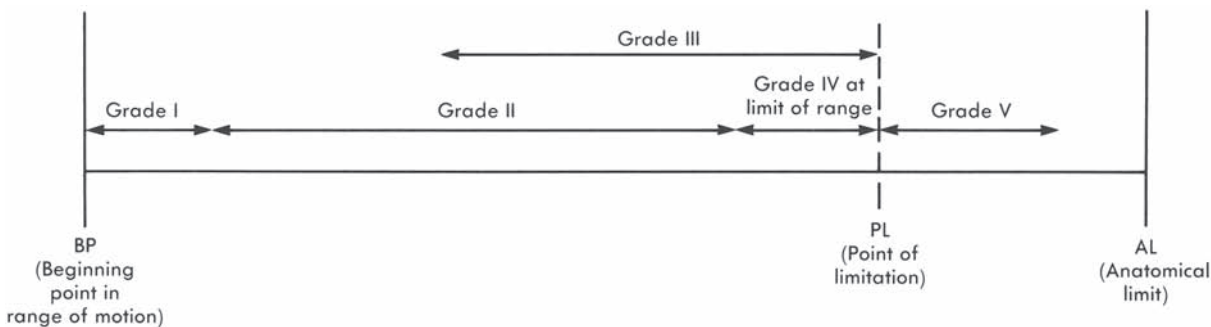 Grade III
Grade IV at
limit of range
Grade I
Grade II
Grade V
BP
(Beginning
point in
range of motion)
PL
(Point of
limitation)
AL
(Anatomical
limit)